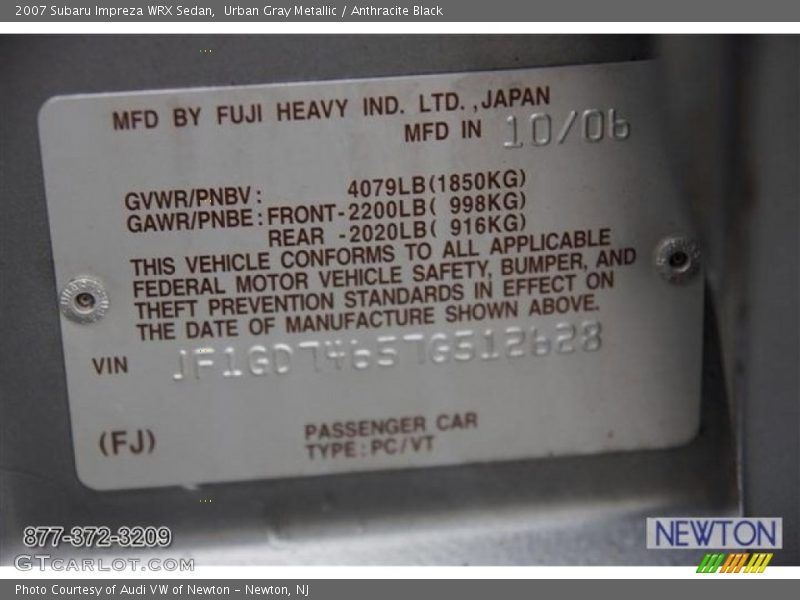 2007 Subaru Impreza WRX Sedan,  Urban Gray Metallic / Anthracite Black
MFD BY FUJI HEAVY IND. LTD. ,JAPAN
MFD IN 10/06
GVWR/PNBV: 4079LB(1850KG)
GAWR/PNBE:FRONT-2200LB( 998KG)
REAR -2020LB( 916KG)
THIS VEHICLE CONFORMS TO ALL APPLICABLE
FEDERAL MOTOR VEHICLE SAFETY, BUMPER, AND
THEFT PREVENTION STANDARDS IN EFFECT ON
THE DATE OF MANUFACTURE SHOWN ABOVE.
VIN JF1GD74657G512628
(FJ)
PASSENGER CAR
TYPE:PC/VT
877-372-3209
GTcarlot.com
NEWTON
Photo Courtesy of Audi VW of Newton - Newton, NJ